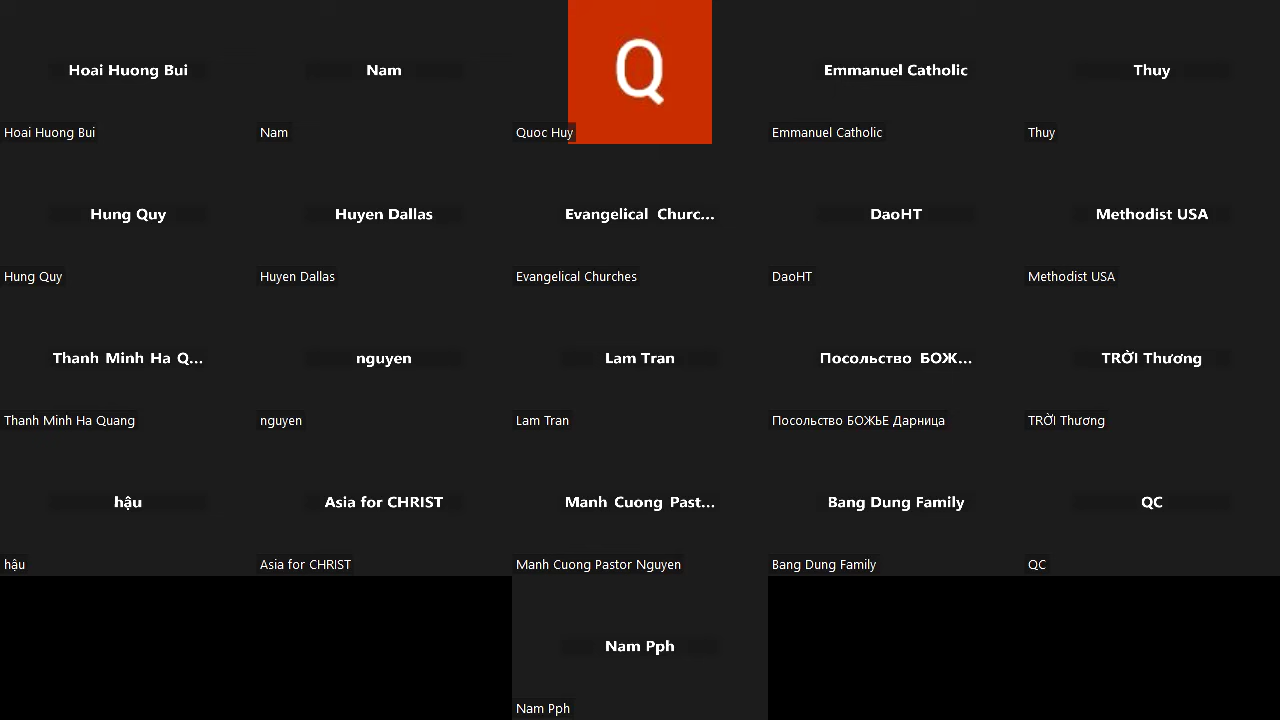 Hoai Huong Bui
Nam
Q
Emmanuel Catholic
Thuy
Hoai Huong Bui
Nam
Quoc Huy
Emmanuel Catholic
Thuy
Hung Quy
Huyen Dallas
Evangelical Churc...
DaoHT
Methodist USA
Hung Quy
Huyen Dallas
Evangelical Churches
DaoHT
Methodist USA
Thanh Minh Ha Q...
nguyen
Lam Tran
Посольство БОЖ...
TRỜI Thương
Thanh Minh Ha Quang
nguyen
Lam Tran
Посольство БОЖЬЕ Дарница
TRỜI Thương
hậu
Asia for CHRIST
Manh Cuong Past...
Bang Dung Family
QC
hậu
Asia for CHRIST
Manh Cuong Pastor Nguyen
Bang Dung Family
QC
Nam Pph
Nam Pph